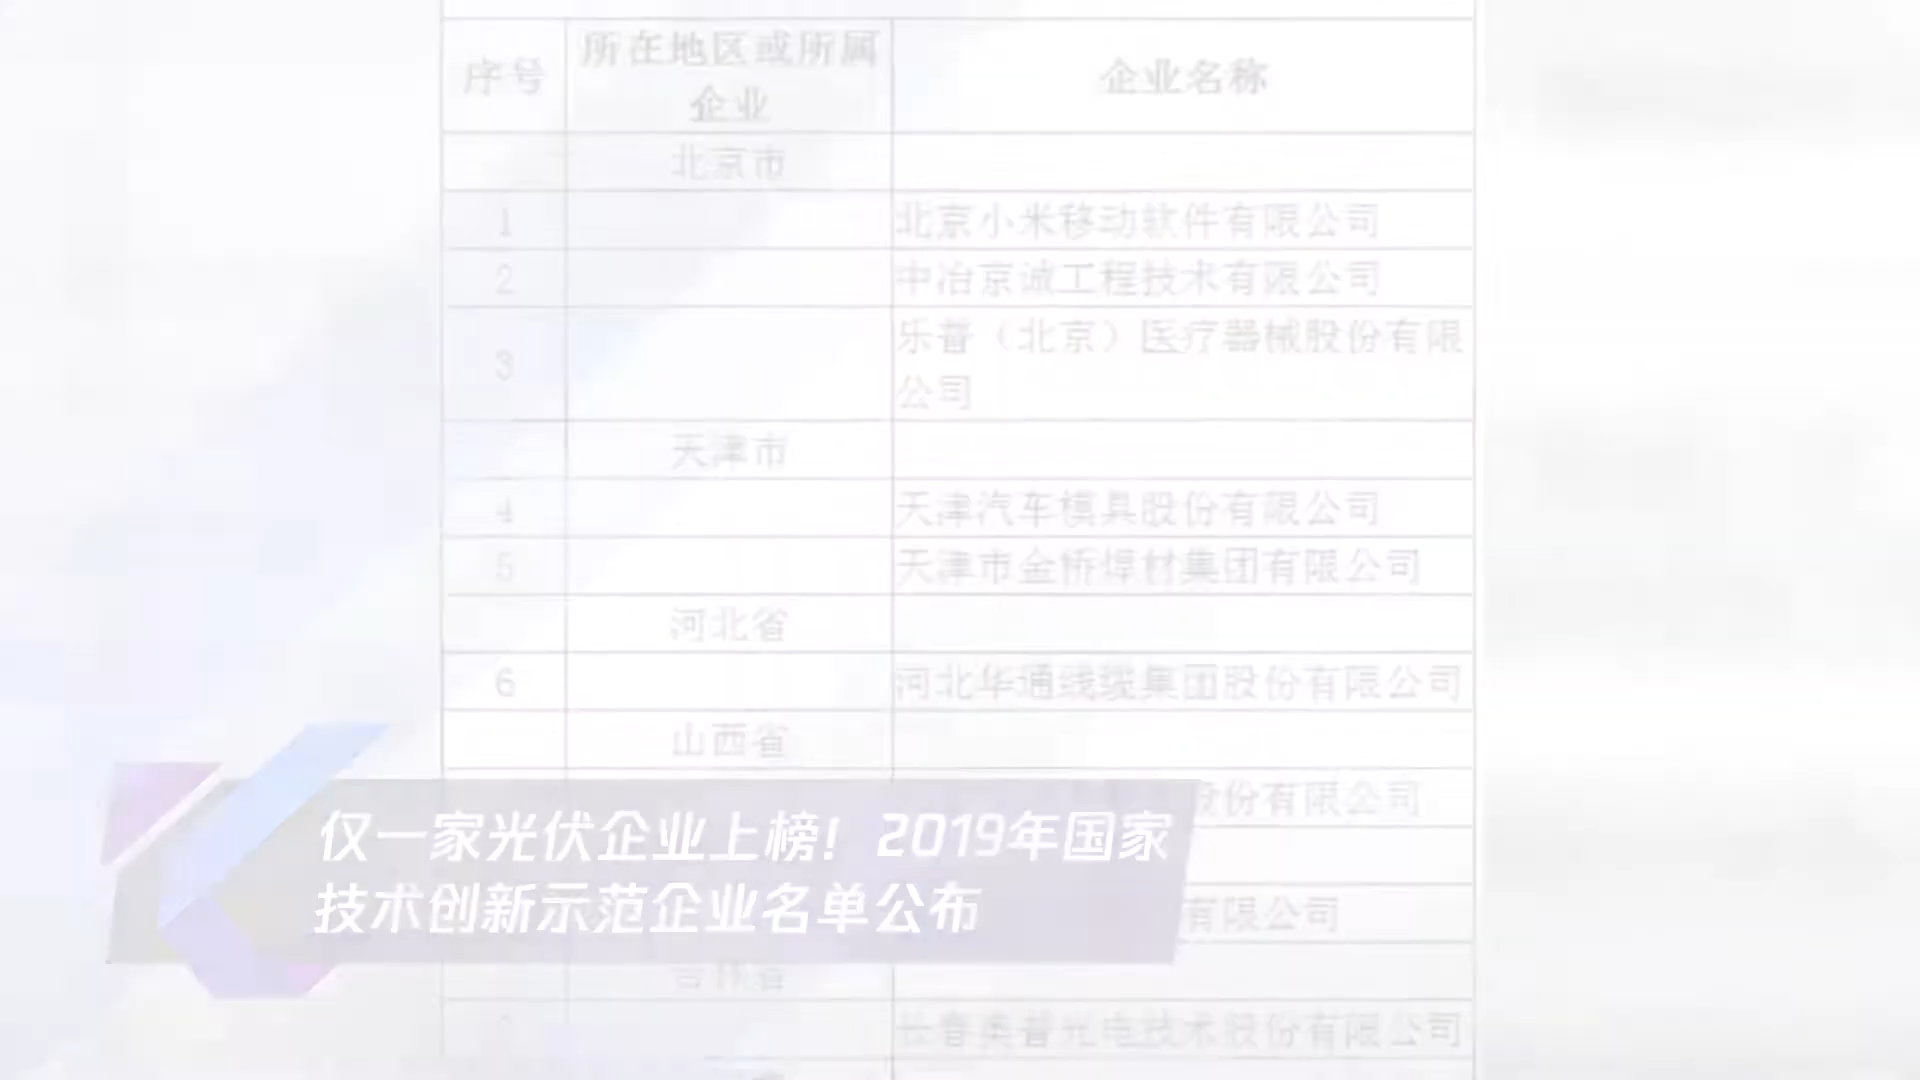 序号 所在地区或所属企业 企业名称
北京市
1 北京小米移动软件有限公司
2 中冶京诚工程技术有限公司
3 乐普（北京）医疗器械股份有限
公司
天津市
4 天津汽车模具股份有限公司
5 天津市金桥焊材集团有限公司
河北省
6 河北华通线缆集团股份有限公司
山西省
股份有限公司
仅一家光伏企业上榜！2019年国家
技术创新示范企业名单公布
有限公司
吉林省
长春奥普光电技术股份有限公司